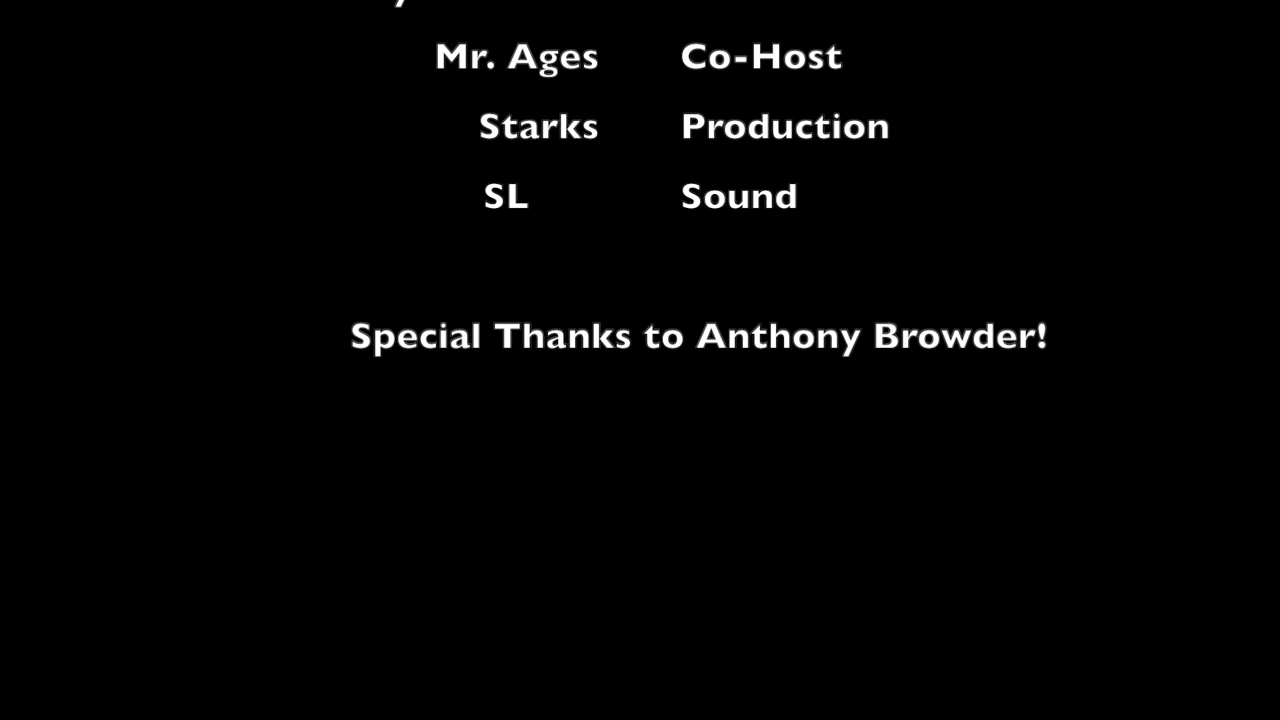 Mr. Ages Co-Host
Starks Production
SL Sound
Special Thanks to Anthony Browder!